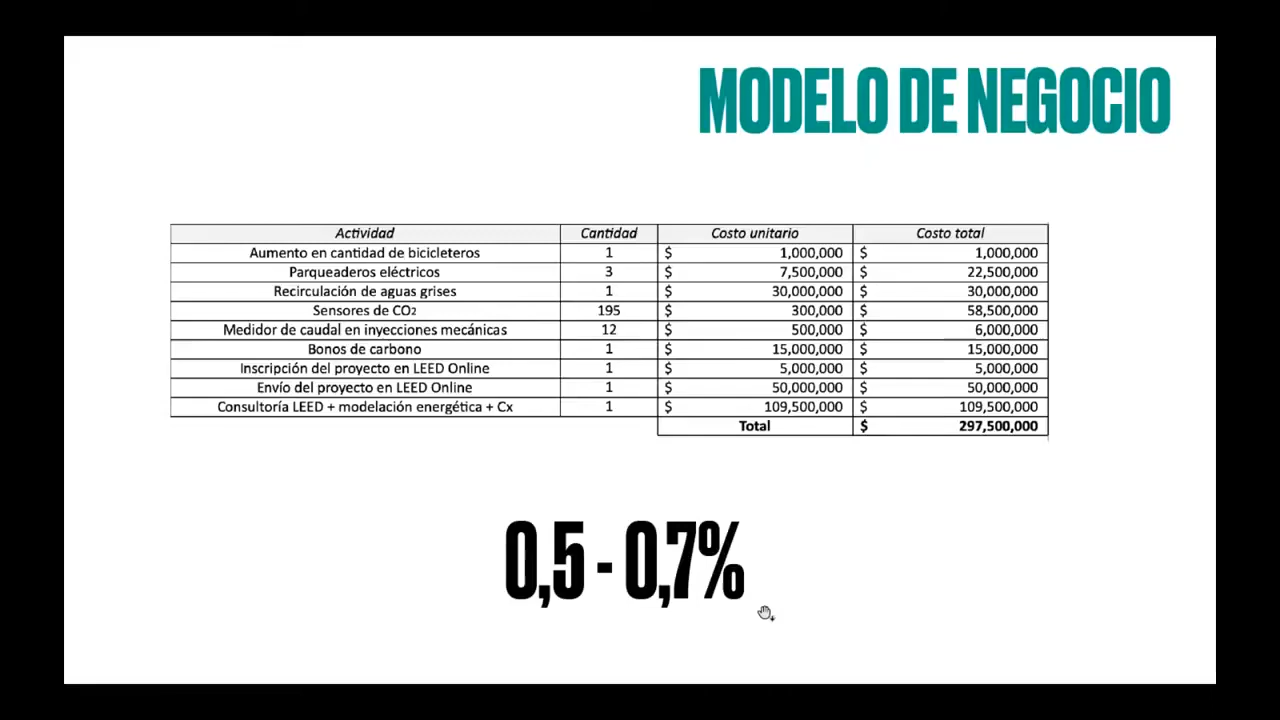 MODELO DE NEGOCIO
Actividad Cantidad Costo unitario Costo total
Aumento en cantidad de bicicleteros 1 $ 1,000,000 $ 1,000,000
Parqueaderos eléctricos 3 $ 7,500,000 $ 22,500,000
Recirculación de aguas grises 1 $ 30,000,000 $ 30,000,000
Sensores de CO2 195 $ 300,000 $ 58,500,000
Medidor de caudal en inyecciones mecánicas 12 $ 500,000 $ 6,000,000
Bonos de carbono 1 $ 15,000,000 $ 15,000,000
Inscripción del proyecto en LEED Online 1 $ 5,000,000 $ 5,000,000
Envío del proyecto en LEED Online 1 $ 50,000,000 $ 50,000,000
Consultoría LEED + modelación energética + Cx 1 $ 109,500,000 $ 109,500,000
Total $ 297,500,000
0,5 - 0,7%